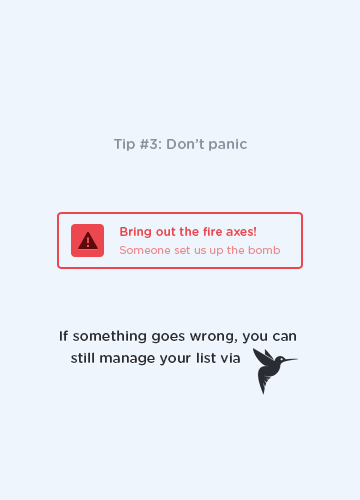 Tip #3: Don’t panic
Bring out the fire axes!
Someone set us up the bomb
If something goes wrong, you can
still manage your list via